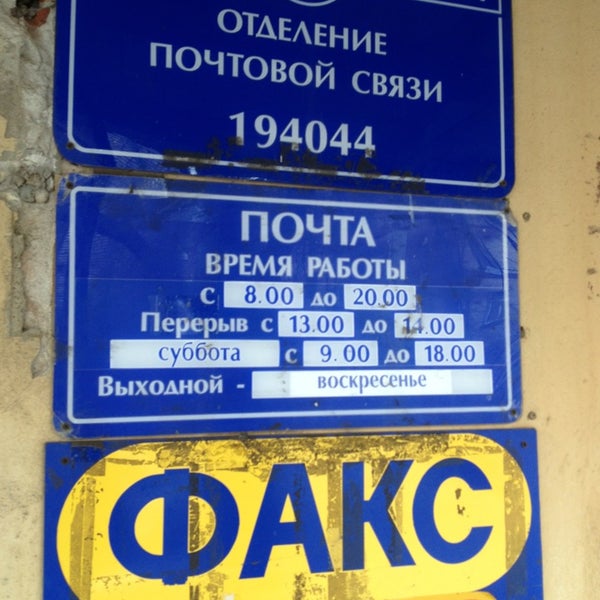 ОТДЕЛЕНИЕ
ПОЧТОВОЙ СВЯЗИ
194044
ПОЧТА
ВРЕМЯ РАБОТЫ
С 8.00 до 20.00
Перерыв с 13.00 до 14.00
суббота с 9.00 до 18.00
Выходной - воскресенье
ФАКС